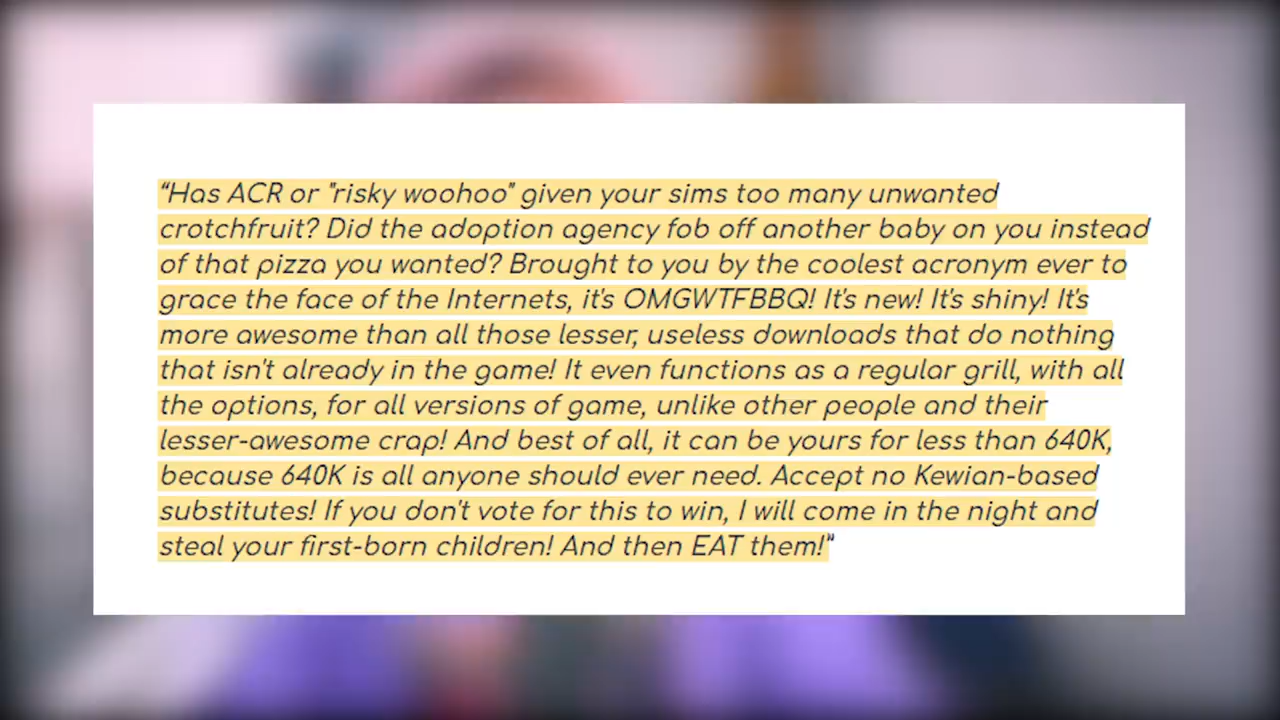 “Has ACR or "risky woohoo" given your sims too many unwanted
crotchfruit? Did the adoption agency fob off another baby on you instead
of that pizza you wanted? Brought to you by the coolest acronym ever to
grace the face of the Internets, it's OMGWTFBBQ! It's new! It's shiny! It's
more awesome than all those lesser, useless downloads that do nothing
that isn't already in the game! It even functions as a regular grill, with all
the options, for all versions of game, unlike other people and their
lesser-awesome crap! And best of all, it can be yours for less than 640K,
because 640K is all anyone should ever need. Accept no Kewian-based
substitutes! If you don't vote for this to win, I will come in the night and
steal your first-born children! And then EAT them!”